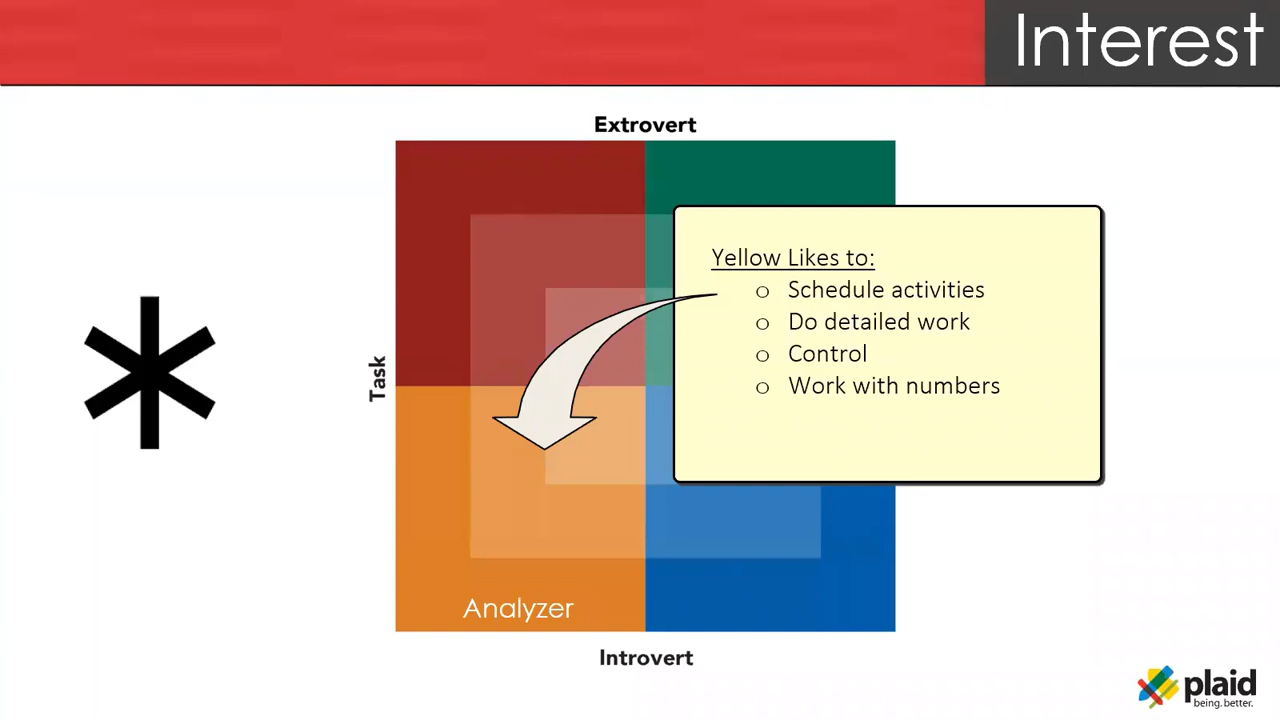 Interest
Extrovert
Yellow Likes to:
o Schedule activities
o Do detailed work
o Control
o Work with numbers
Task
Analyzer
Introvert
plaid
being. better.